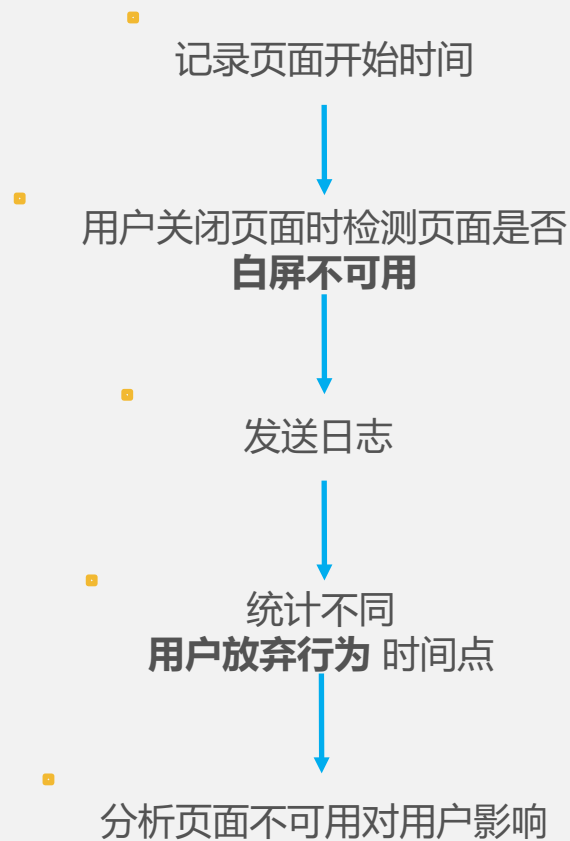 记录页面开始时间
用户关闭页面时检测页面是否
白屏不可用
发送日志
统计不同
用户放弃行为 时间点
分析页面不可用对用户影响